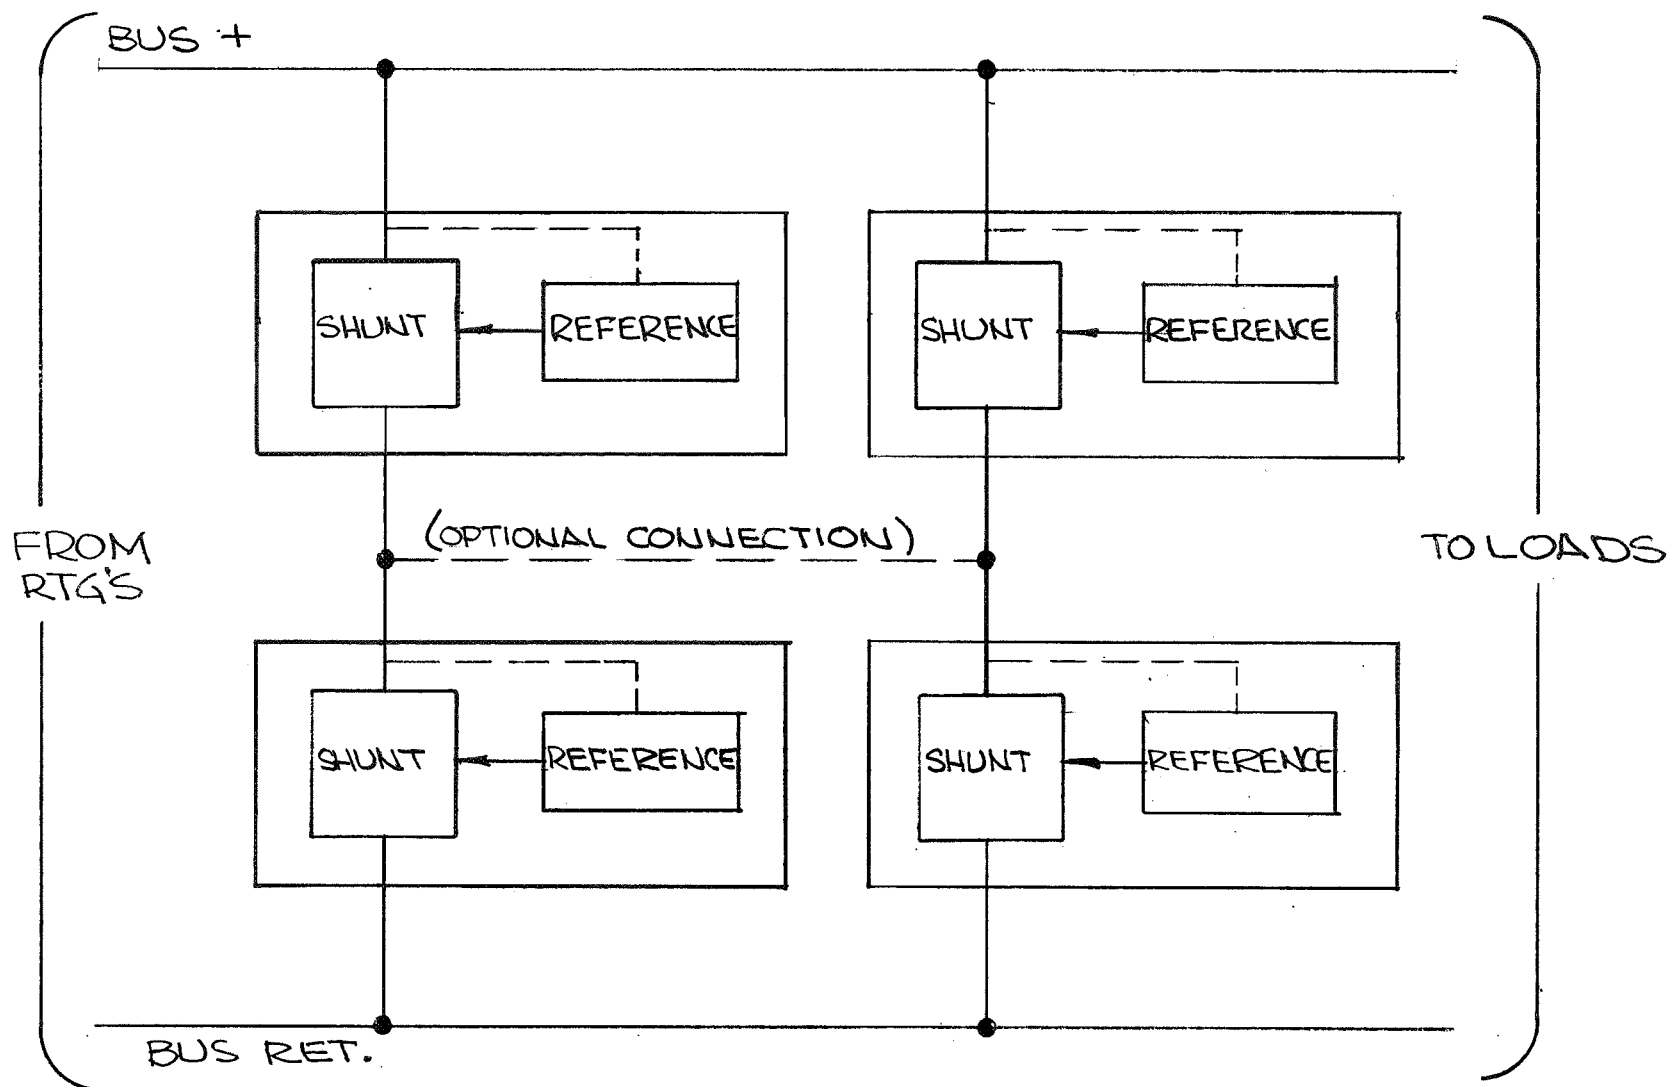 BUS +
SHUNT
REFERENCE
SHUNT
REFERENCE
(OPTIONAL CONNECTION)
FROM
RTG'S
TO LOADS
SHUNT
REFERENCE
SHUNT
REFERENCE
BUS RET.